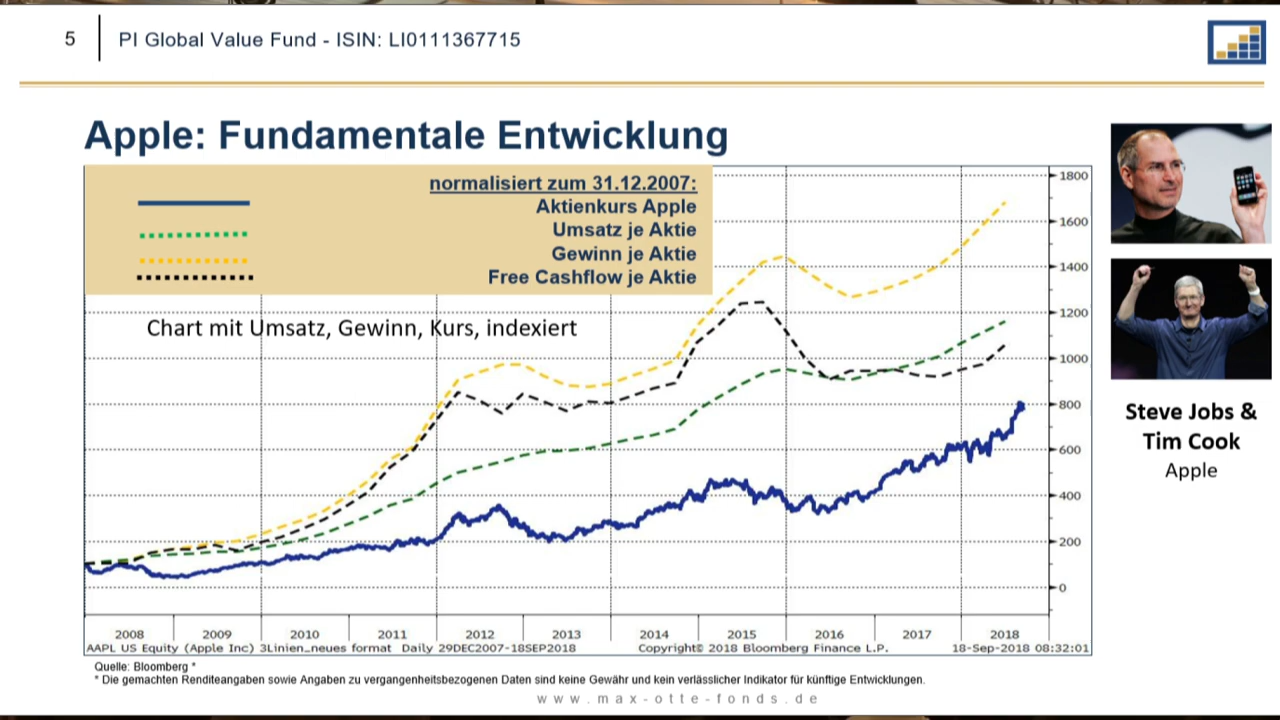 5
PI Global Value Fund - ISIN: LI0111367715
Apple: Fundamentale Entwicklung
normalisiert zum 31.12.2007:
Aktienkurs Apple
Umsatz je Aktie
Gewinn je Aktie
Free Cashflow je Aktie
Chart mit Umsatz, Gewinn, Kurs, indexiert
1800
1600
1400
1200
1000
800
600
400
200
0
2008 2009 2010 2011 2012 2013 2014 2015 2016 2017 2018
AAPL US Equity (Apple Inc) 3Linien_neues format Daily 29DEC2007-18SEP2018 Copyright© 2018 Bloomberg Finance L.P. 18-Sep-2018 08:32:01
Steve Jobs &
Tim Cook
Apple
Quelle: Bloomberg *
* Die gemachten Renditeangaben sowie Angaben zu vergangenheitsbezogenen Daten sind keine Gewähr und kein verlässlicher Indikator für künftige Entwicklungen.
www.max-otte-fonds.de